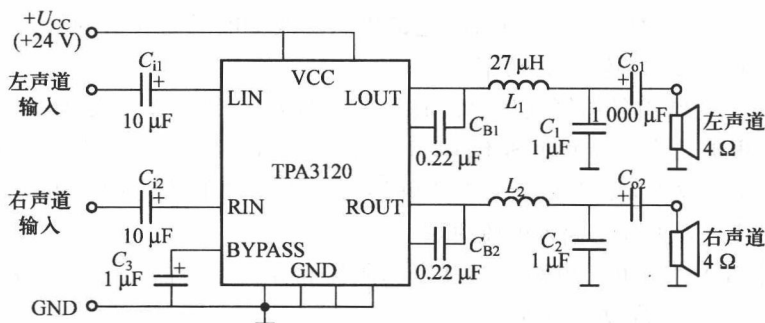 +U_CC
(+24 V)
左声道
输入
C_i1
+
10 μF
右声道
输入
C_i2
+
10 μF
C_3
+
1 μF
GND
VCC
LIN
LOUT
TPA3120
RIN
ROUT
BYPASS
GND
27 μH
L_1
C_B1
0.22 μF
C_1
1 μF
C_o1
+
1 000 μF
左声道
4 Ω
L_2
C_B2
0.22 μF
C_2
1 μF
C_o2
+
右声道
4 Ω